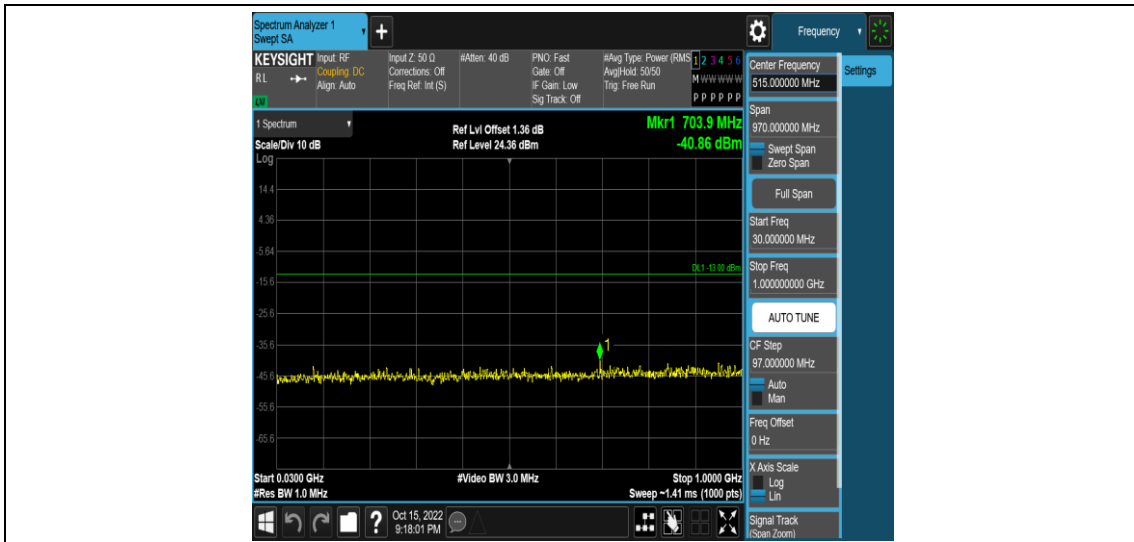 Spectrum Analyzer 1
Swept SA
+
Frequency
KEYSIGHT
RL
LXI
Input: RF
Coupling: DC
Align: Auto
Input Z: 50 Ω
Corrections: Off
Freq Ref: Int (S)
#Atten: 40 dB
PNO: Fast
Gate: Off
IF Gain: Low
Sig Track: Off
#Avg Type: Power (RMS
Avg|Hold: 50/50
Trig: Free Run
1 2 3 4 5 6
M W W W W W
P P P P P P
1 Spectrum
Scale/Div 10 dB
Log
Ref Lvl Offset 1.36 dB
Ref Level 24.36 dBm
Mkr1 703.9 MHz
-40.86 dBm
14.4
4.36
-5.64
DL1 -13.00 dBm
-15.6
-25.6
-35.6
1
-45.6
-55.6
-65.6
Start 0.0300 GHz
#Res BW 1.0 MHz
#Video BW 3.0 MHz
Stop 1.0000 GHz
Sweep ~1.41 ms (1000 pts)
?
Oct 15, 2022
9:18:01 PM
Center Frequency
515.000000 MHz
Settings
Span
970.000000 MHz
Swept Span
Zero Span
Full Span
Start Freq
30.000000 MHz
Stop Freq
1.000000000 GHz
AUTO TUNE
CF Step
97.000000 MHz
Auto
Man
Freq Offset
0 Hz
X Axis Scale
Log
Lin
Signal Track
(Span Zoom)